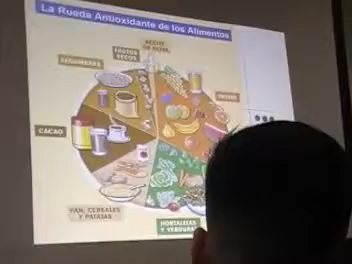 La Rueda Antioxidante de los Alimentos
ACEITE
DE OLIVA,
FRUTOS
SECOS
LEGUMBRES
FRUTAS
CACAO
PAN, CEREALES
Y PATATAS
HORTALIZAS
Y VERDURAS